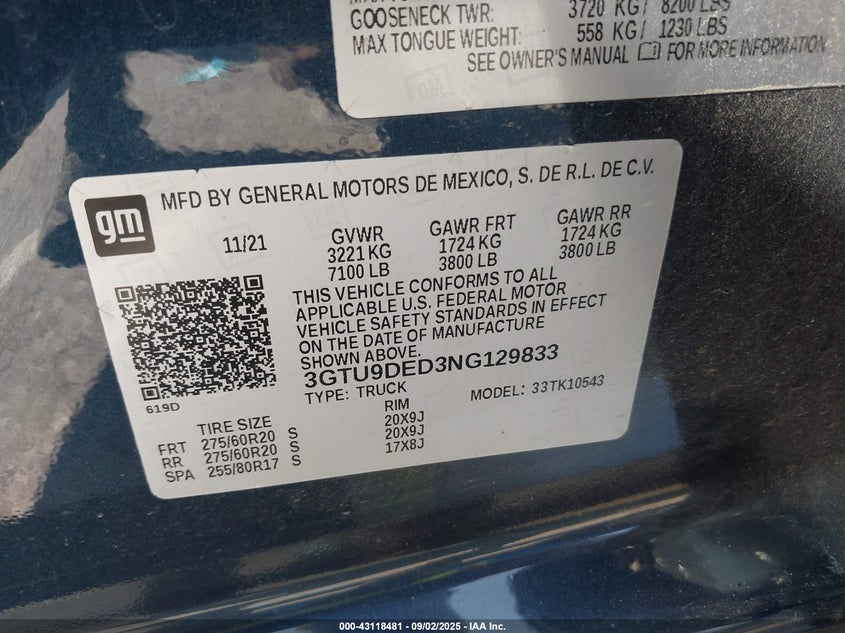 GOOSENECK TWR: 3720 KG / 8200 LBS
MAX TONGUE WEIGHT: 558 KG / 1230 LBS
SEE OWNER'S MANUAL FOR MORE INFORMATION
gm
MFD BY GENERAL MOTORS DE MEXICO, S. DE R.L. DE C.V.
11/21 GVWR GAWR FRT GAWR RR
3221 KG 1724 KG 1724 KG
7100 LB 3800 LB 3800 LB
THIS VEHICLE CONFORMS TO ALL
APPLICABLE U.S. FEDERAL MOTOR
VEHICLE SAFETY STANDARDS IN EFFECT
ON THE DATE OF MANUFACTURE
SHOWN ABOVE.
3GTU9DED3NG129833
TYPE: TRUCK MODEL: 33TK10543
619D
TIRE SIZE RIM
FRT 275/60R20 S 20X9J
RR 275/60R20 S 20X9J
SPA 255/80R17 S 17X8J
000-43118481 - 09/02/2025 - IAA Inc.